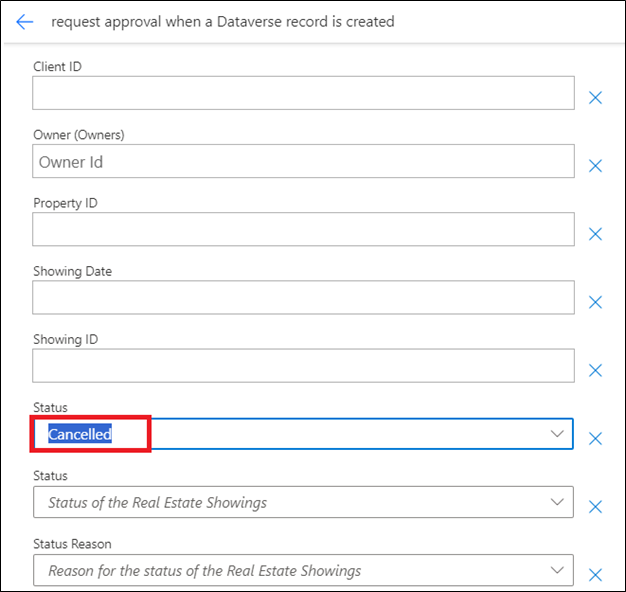 request approval when a Dataverse record is created
Client ID
Owner (Owners)
Owner Id
Property ID
Showing Date
Showing ID
Status
Cancelled
Status
Status of the Real Estate Showings
Status Reason
Reason for the status of the Real Estate Showings